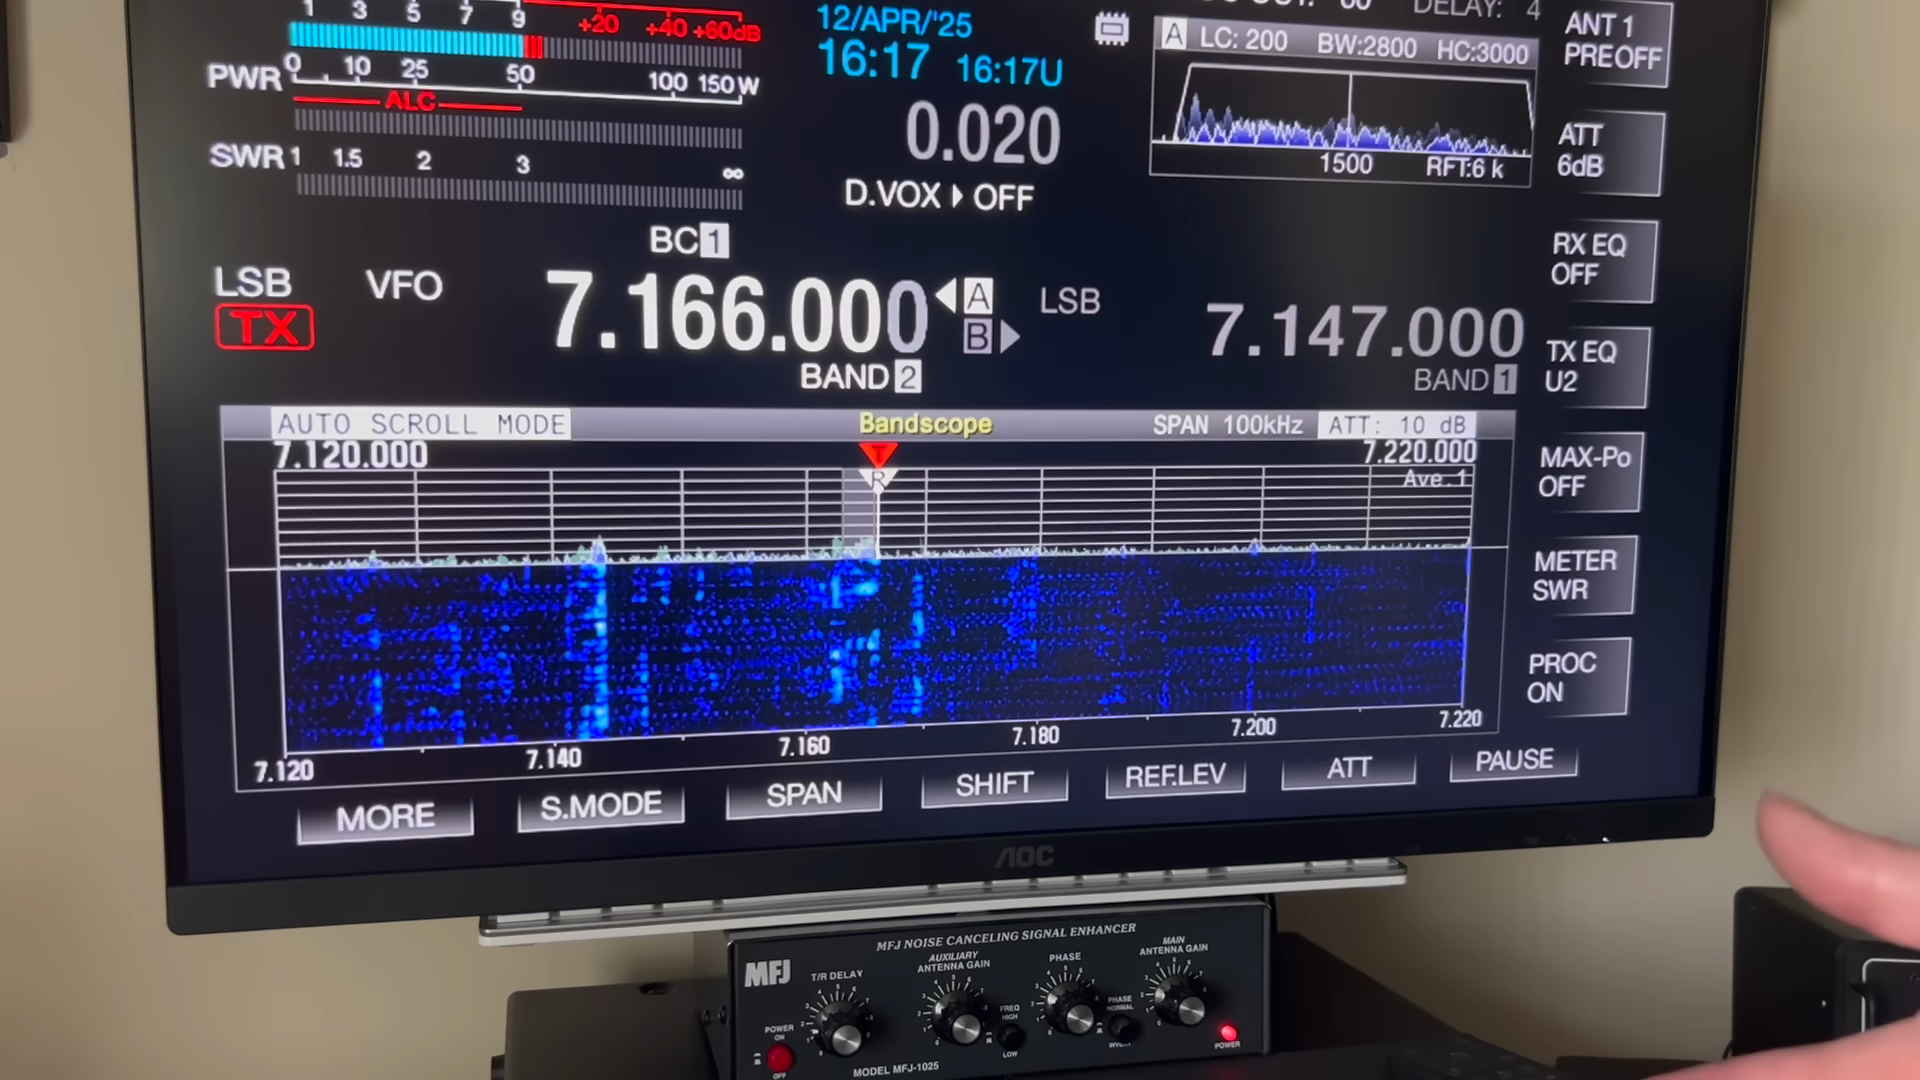 1 3 5 7 9 +20 +40 +60dB
PWR 0 10 25 50 100 150 W
ALC
SWR 1 1.5 2 3 ∞
12/APR/'25
16:17 16:17U
0.020
D.VOX OFF
DELAY: 4
A LC: 200 BW:2800 HC:3000
1500 RFT:6 k
ANT 1
PREOFF
ATT
6dB
RX EQ
OFF
TX EQ
U2
MAX-Po
OFF
METER
SWR
PROC
ON
BC 1
LSB VFO 7.166.000 A LSB 7.147.000
TX B
BAND 2 BAND 1
AUTO SCROLL MODE Bandscope SPAN 100kHz ATT: 10 dB
7.120.000 T 7.220.000
R Ave.1
7.120 7.140 7.160 7.180 7.200 7.220
MORE S.MODE SPAN SHIFT REF.LEV ATT PAUSE
AOC
MFJ NOISE CANCELING SIGNAL ENHANCER
MFJ
T/R DELAY
AUXILIARY
ANTENNA GAIN
PHASE
MAIN
ANTENNA GAIN
POWER
ON
OFF
FREQ
HIGH
LOW
PHASE
NORMAL
POWER
MODEL MFJ-1025